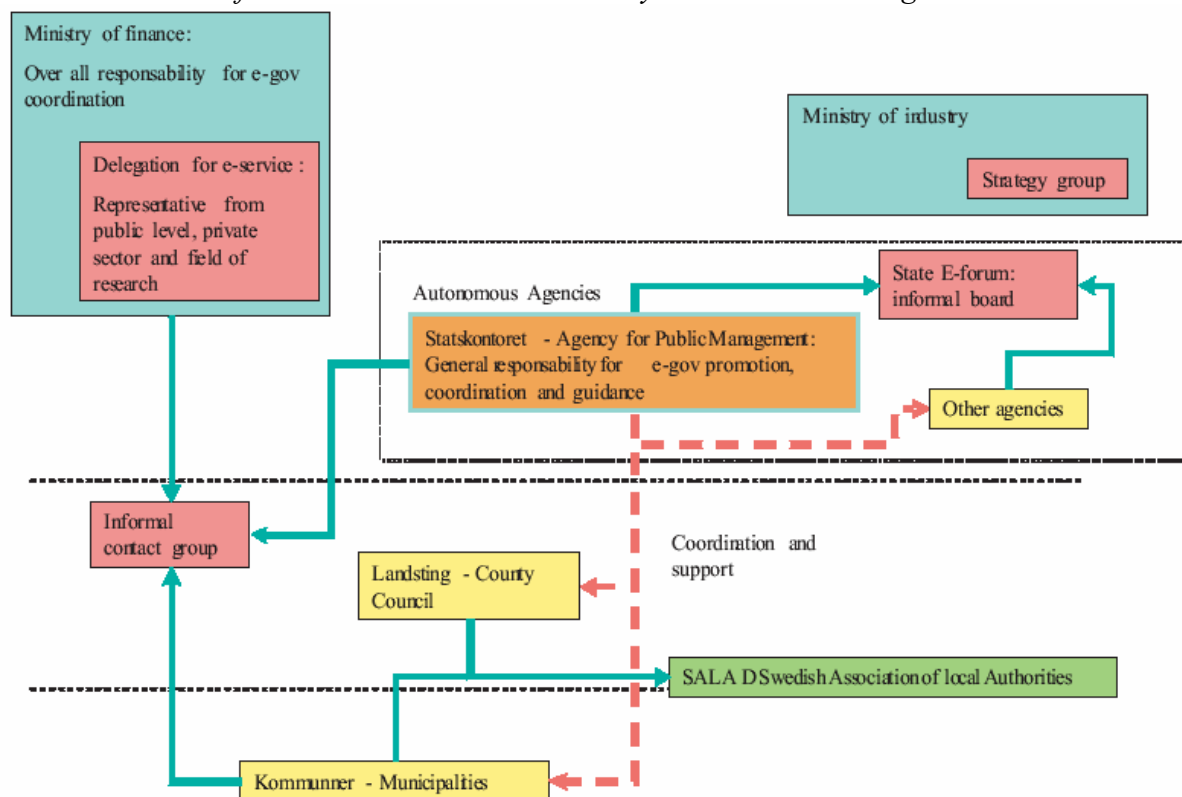 Ministry of finance:
Over all responsability for e-gov
coordination
Delegation for e-service :
Representative from
public level, private
sector and field of
research
Ministry of industry
Strategy group
State E-forum:
informal board
Autonomous Agencies
Statskontoret - Agency for Public Management:
General responsability for e-gov promotion,
coordination and guidance
Other agencies
Informal
contact group
Coordination and
support
Landsting - County
Council
SALA D Swedish Association of local Authorities
Kommunner - Municipalities